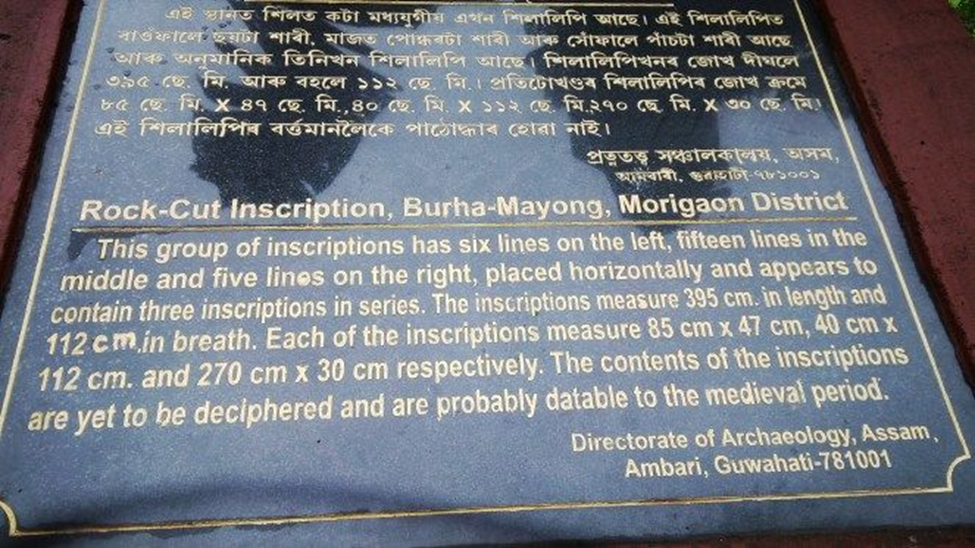 এই স্থানত শিলত কটা মধ্যযুগীয় এখন শিলালিপি আছে। এই শিলালিপিত
বাওঁফালে ছয়টা শাৰী, মাজত পোন্ধৰটা শাৰী আৰু সোঁফালে পাঁচটা শাৰী আছে
আৰু অনুমানিক তিনিখন শিলালিপি আছে। শিলালিপিখনৰ জোখ দীঘলে
৩৯৫ ছে. মি. আৰু বহলে ১১২ ছে. মি.। প্ৰতিটোখণ্ডৰ শিলালিপিৰ জোখ ক্ৰমে
৮৫ ছে. মি. X ৪৭ ছে. মি.,৪০ ছে. মি. X ১১২ ছে. মি.২৭০ ছে. মি. X ৩০ ছে. মি.।
এই শিলালিপিৰ বৰ্ত্তমানলৈকে পাঠোদ্ধাৰ হোৱা নাই।
প্ৰত্নতত্ত্ব সঞ্চালকালয়, অসম,
আমবাৰী, গুৱাহাটী-৭৮১০০১
Rock-Cut Inscription, Burha-Mayong, Morigaon District
This group of inscriptions has six lines on the left, fifteen lines in the
middle and five lines on the right, placed horizontally and appears to
contain three inscriptions in series. The inscriptions measure 395 cm. in length and
112 cm.in breath. Each of the inscriptions measure 85 cm x 47 cm, 40 cm x
112 cm. and 270 cm x 30 cm respectively. The contents of the inscriptions
are yet to be deciphered and are probably datable to the medieval period.
Directorate of Archaeology, Assam,
Ambari, Guwahati-781001